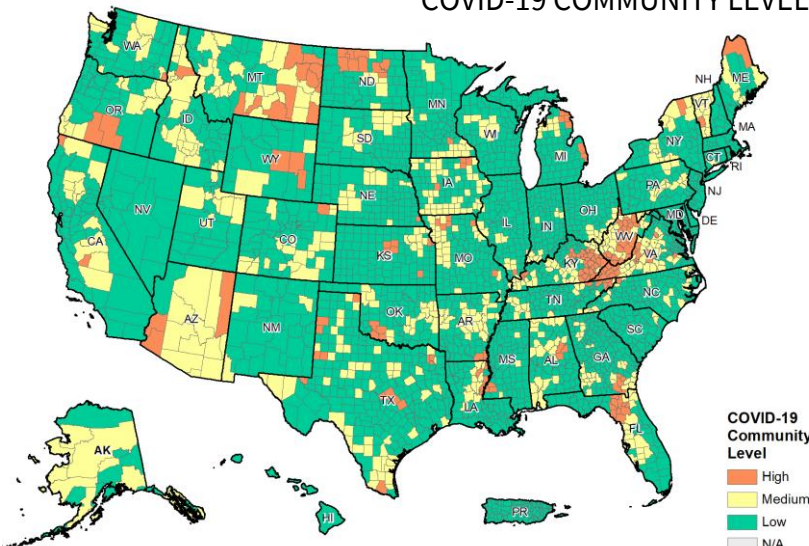 COVID-19 COMMUNITY LEVEL
WA
MT
ND
MN
ME
NH
VT
OR
ID
SD
WI
MI
NY
MA
CT
RI
WY
IA
PA
NJ
NE
NV
UT
CO
IL
IN
OH
MD
DE
WV
VA
CA
KS
MO
KY
AZ
NM
OK
AR
TN
NC
SC
MS
AL
GA
TX
LA
FL
AK
HI
PR
COVID-19
Community
Level
High
Medium
Low
N/A